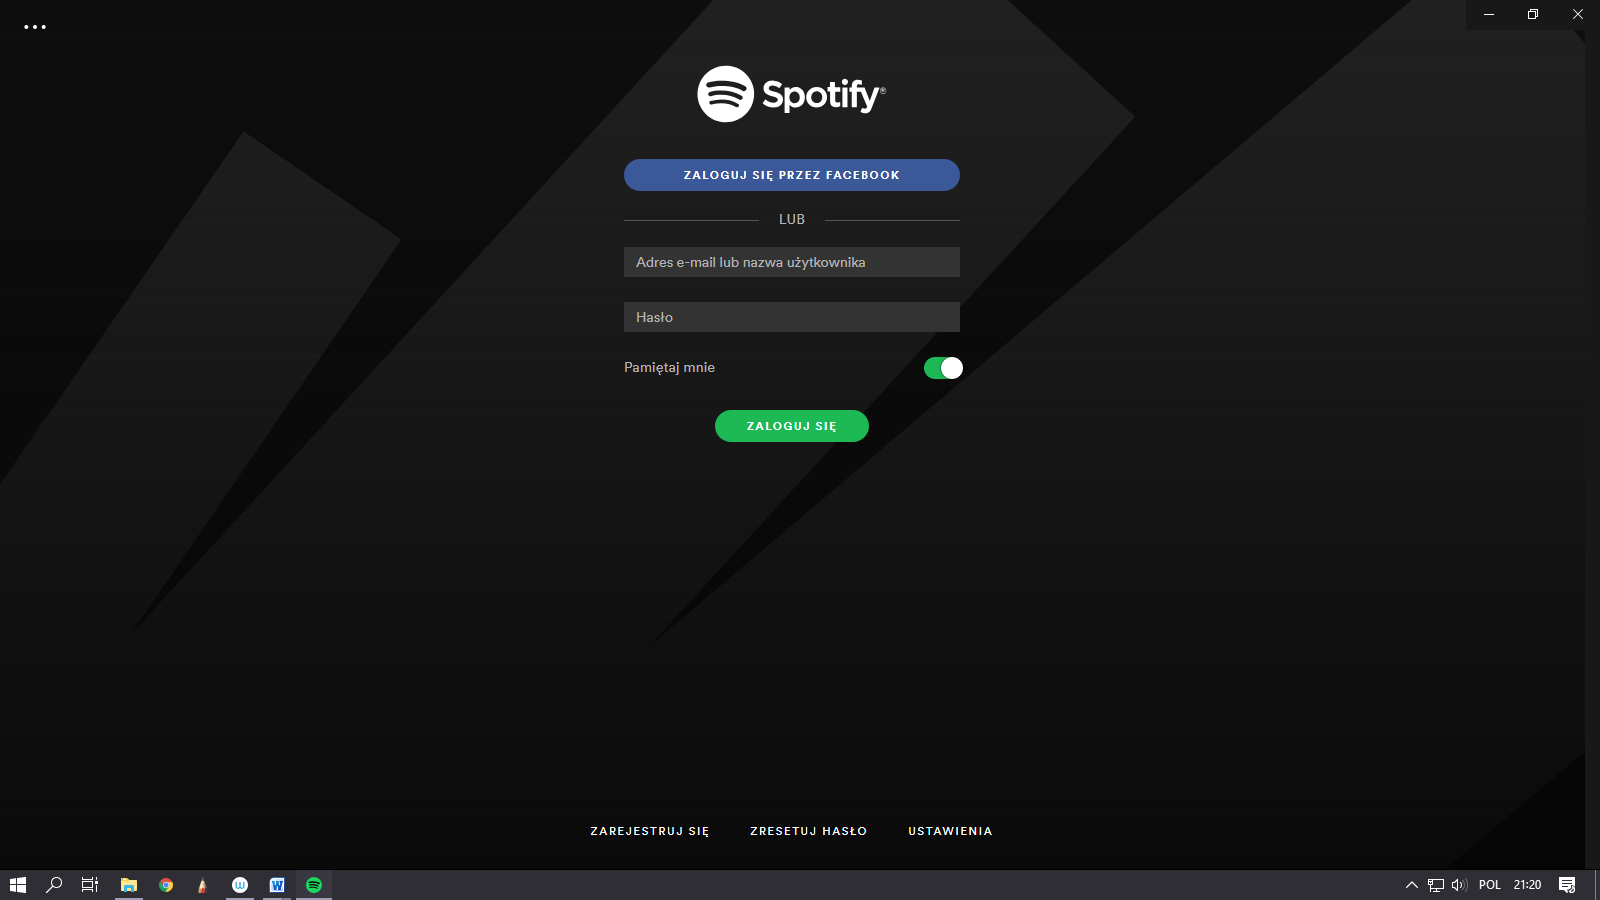 Spotify®
ZALOGUJ SIĘ PRZEZ FACEBOOK
LUB
Adres e-mail lub nazwa użytkownika
Hasło
Pamiętaj mnie
ZALOGUJ SIĘ
ZAREJESTRUJ SIĘ ZRESETUJ HASŁO USTAWIENIA
POL 21:20